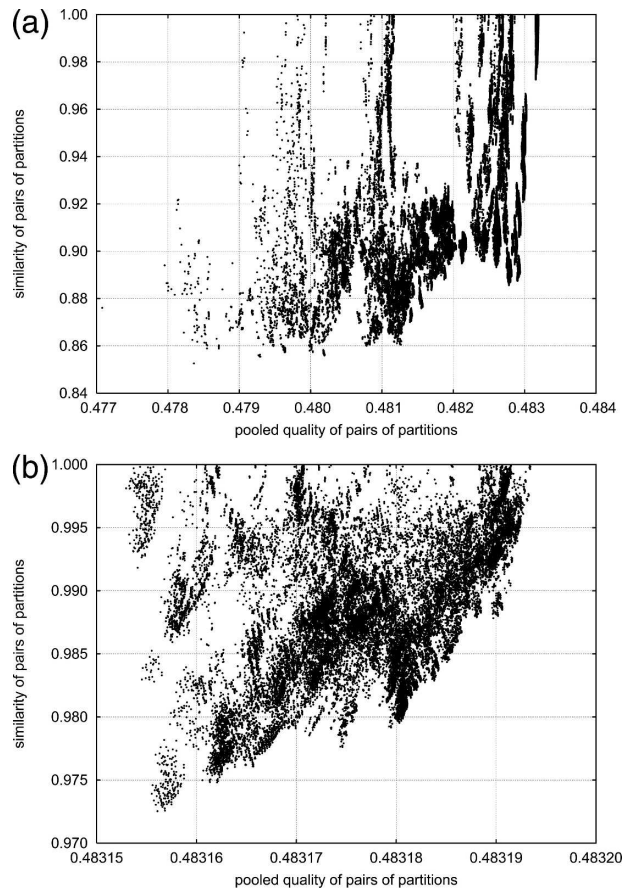 (a)
1.00
0.98
0.96
0.94
0.92
0.90
0.88
0.86
0.84
similarity of pairs of partitions
0.477 0.478 0.479 0.480 0.481 0.482 0.483 0.484
pooled quality of pairs of partitions
(b)
1.000
0.995
0.990
0.985
0.980
0.975
0.970
similarity of pairs of partitions
0.48315 0.48316 0.48317 0.48318 0.48319 0.48320
pooled quality of pairs of partitions